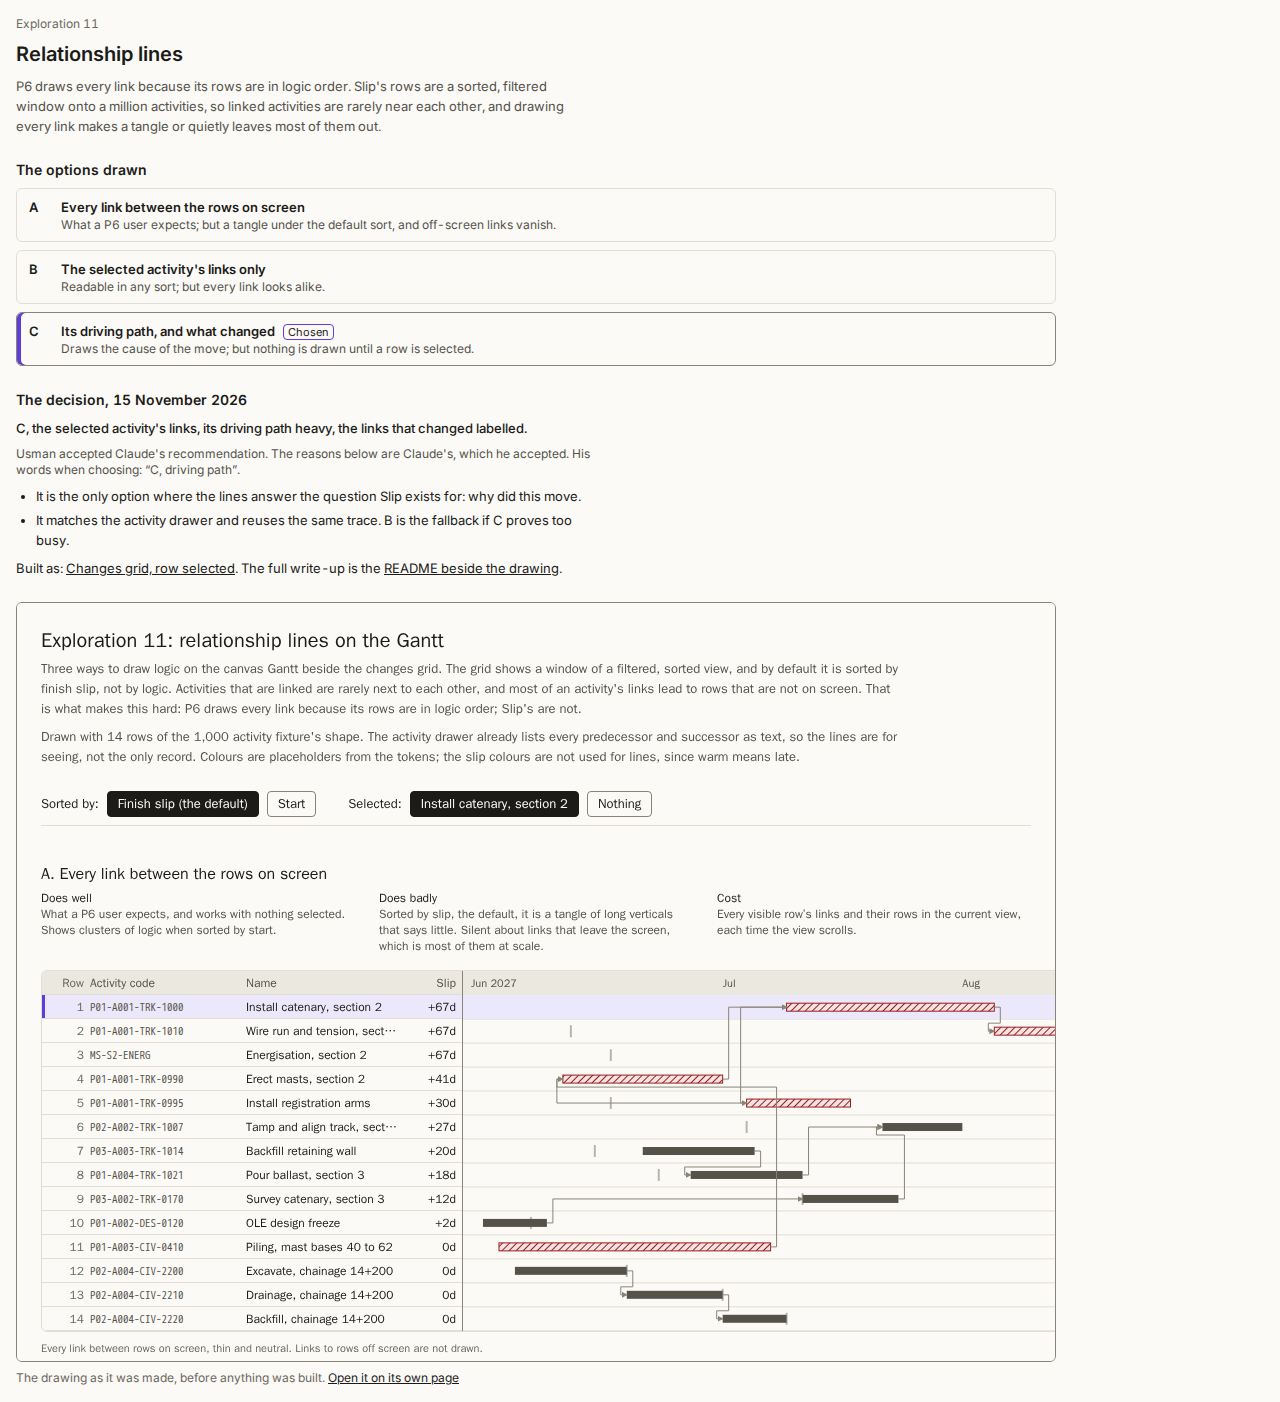 Exploration 11
Relationship lines
P6 draws every link because its rows are in logic order. Slip's rows are a sorted, filtered
window onto a million activities, so linked activities are rarely near each other, and drawing
every link makes a tangle or quietly leaves most of them out.
The options drawn
A Every link between the rows on screen
What a P6 user expects; but a tangle under the default sort, and off-screen links vanish.
B The selected activity's links only
Readable in any sort; but every link looks alike.
C Its driving path, and what changed Chosen
Draws the cause of the move; but nothing is drawn until a row is selected.
The decision, 15 November 2026
C, the selected activity's links, its driving path heavy, the links that changed labelled.
Usman accepted Claude's recommendation. The reasons below are Claude's, which he accepted. His
words when choosing: “C, driving path”.
• It is the only option where the lines answer the question Slip exists for: why did this move.
• It matches the activity drawer and reuses the same trace. B is the fallback if C proves too
busy.
Built as: Changes grid, row selected. The full write-up is the README beside the drawing.
Exploration 11: relationship lines on the Gantt
Three ways to draw logic on the canvas Gantt beside the changes grid. The grid shows a window of a filtered, sorted view, and by default it is sorted by
finish slip, not by logic. Activities that are linked are rarely next to each other, and most of an activity's links lead to rows that are not on screen. That
is what makes this hard: P6 draws every link because its rows are in logic order; Slip's are not.
Drawn with 14 rows of the 1,000 activity fixture's shape. The activity drawer already lists every predecessor and successor as text, so the lines are for
seeing, not the only record. Colours are placeholders from the tokens; the slip colours are not used for lines, since warm means late.
Sorted by: Finish slip (the default) Start Selected: Install catenary, section 2 Nothing
A. Every link between the rows on screen
Does well
What a P6 user expects, and works with nothing selected.
Shows clusters of logic when sorted by start.
Does badly
Sorted by slip, the default, it is a tangle of long verticals
that says little. Silent about links that leave the screen,
which is most of them at scale.
Cost
Every visible row's links and their rows in the current view,
each time the view scrolls.
Row Activity code Name Slip Jun 2027 Jul Aug
1 P01-A001-TRK-1000 Install catenary, section 2 +67d
2 P01-A001-TRK-1010 Wire run and tension, sect··· +67d
3 MS-S2-ENERG Energisation, section 2 +67d
4 P01-A001-TRK-0990 Erect masts, section 2 +41d
5 P01-A001-TRK-0995 Install registration arms +30d
6 P02-A002-TRK-1007 Tamp and align track, sect··· +27d
7 P03-A003-TRK-1014 Backfill retaining wall +20d
8 P01-A004-TRK-1021 Pour ballast, section 3 +18d
9 P03-A002-TRK-0170 Survey catenary, section 3 +12d
10 P01-A002-DES-0120 OLE design freeze +2d
11 P01-A003-CIV-0410 Piling, mast bases 40 to 62 0d
12 P02-A004-CIV-2200 Excavate, chainage 14+200 0d
13 P02-A004-CIV-2210 Drainage, chainage 14+200 0d
14 P02-A004-CIV-2220 Backfill, chainage 14+200 0d
Every link between rows on screen, thin and neutral. Links to rows off screen are not drawn.
The drawing as it was made, before anything was built. Open it on its own page